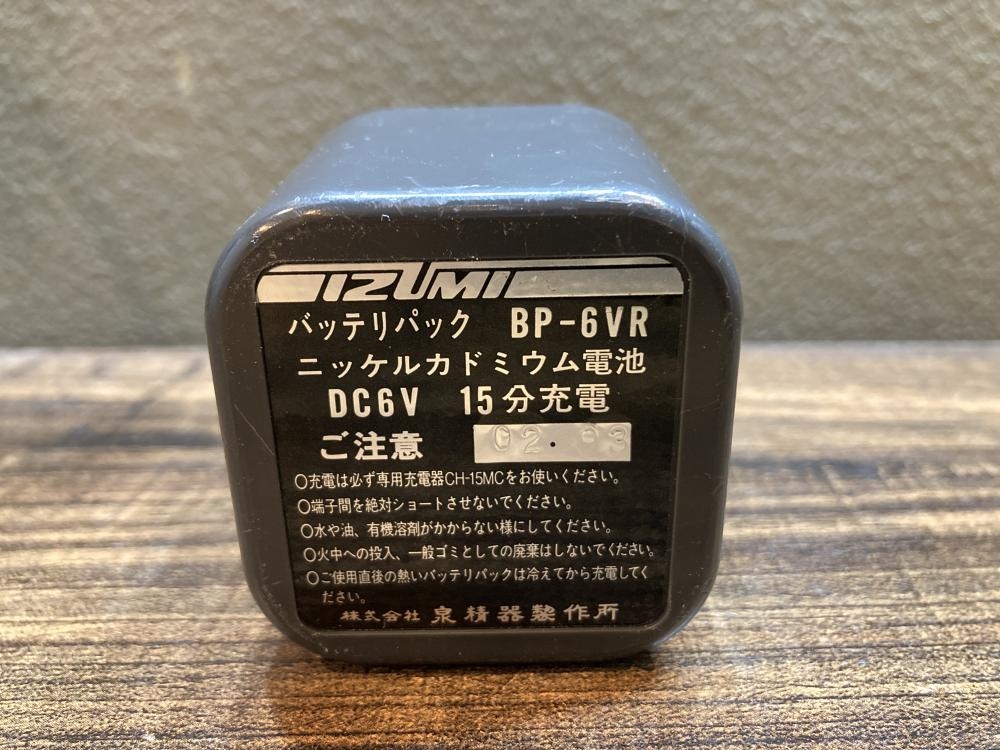 IZUMI
バッテリパック BP-6VR
ニッケルカドミウム電池
DC6V 15分充電
ご注意 02.03
○充電は必ず専用充電器CH-15MCをお使いください。
○端子間を絶対ショートさせないでください。
○水や油、有機溶剤がかからない様にしてください。
○火中への投入、一般ゴミとしての廃棄はしないでください。
○ご使用直後の熱いバッテリパックは冷えてから充電してく
ださい。
株式会社 泉精器製作所